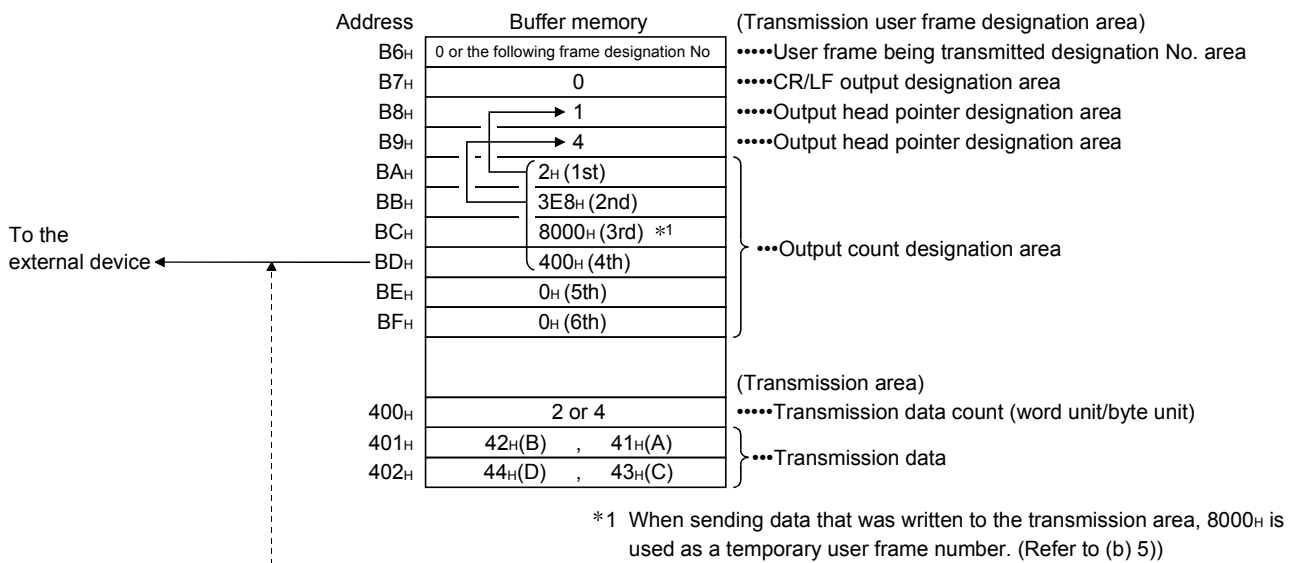 Address Buffer memory (Transmission user frame designation area)
B6H 0 or the following frame designation No •••••User frame being transmitted designation No. area
B7H 0 •••••CR/LF output designation area
B8H 1 •••••Output head pointer designation area
B9H 4 •••••Output head pointer designation area
BAH 2H (1st)
BBH 3E8H (2nd)
BCH 8000H (3rd) *1
To the
external device
•••Output count designation area
BDH 400H (4th)
BEH 0H (5th)
BFH 0H (6th)
(Transmission area)
400H 2 or 4 •••••Transmission data count (word unit/byte unit)
401H 42H(B) , 41H(A)
•••Transmission data
402H 44H(D) , 43H(C)
*1 When sending data that was written to the transmission area, 8000H is
used as a temporary user frame number. (Refer to (b) 5))